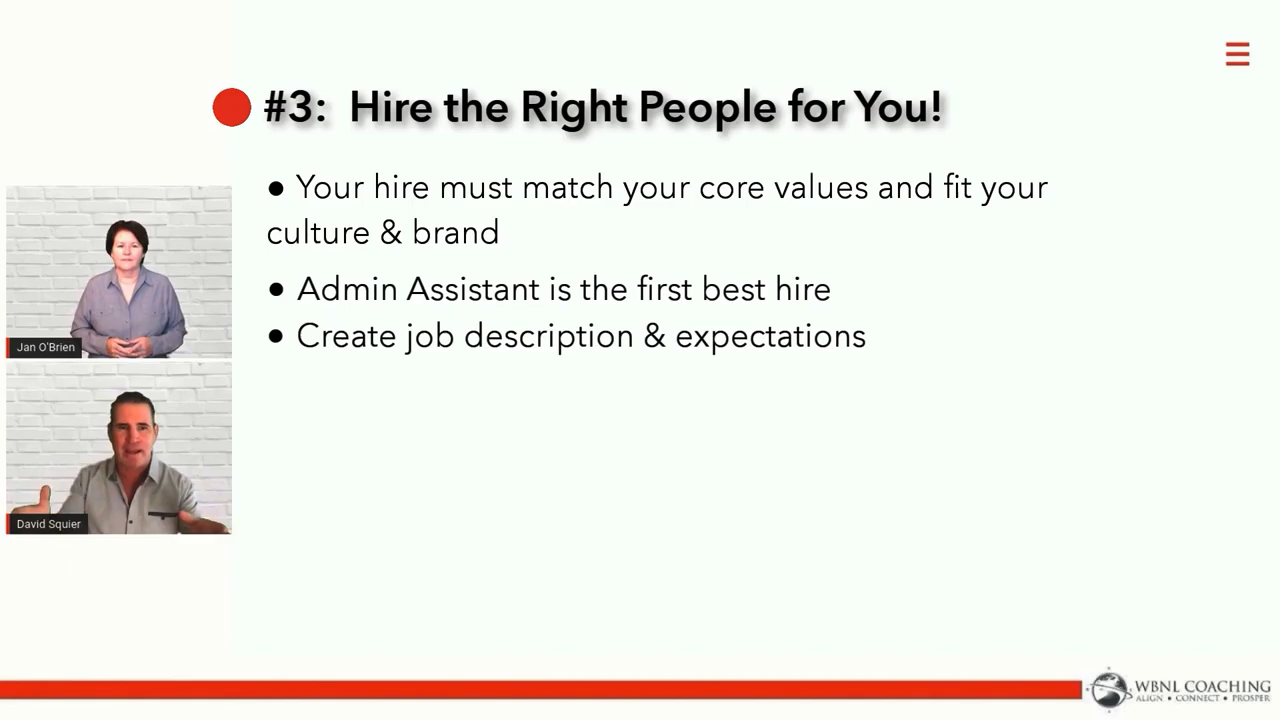 #3: Hire the Right People for You!
● Your hire must match your core values and fit your
culture & brand
● Admin Assistant is the first best hire
● Create job description & expectations
Jan O'Brien
David Squier
WBNL COACHING
ALIGN • CONNECT • PROSPER